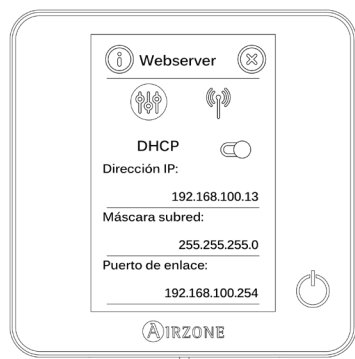 Webserver
DHCP
Dirección IP:
192.168.100.13
Máscara subred:
255.255.255.0
Puerto de enlace:
192.168.100.254
AIRZONE